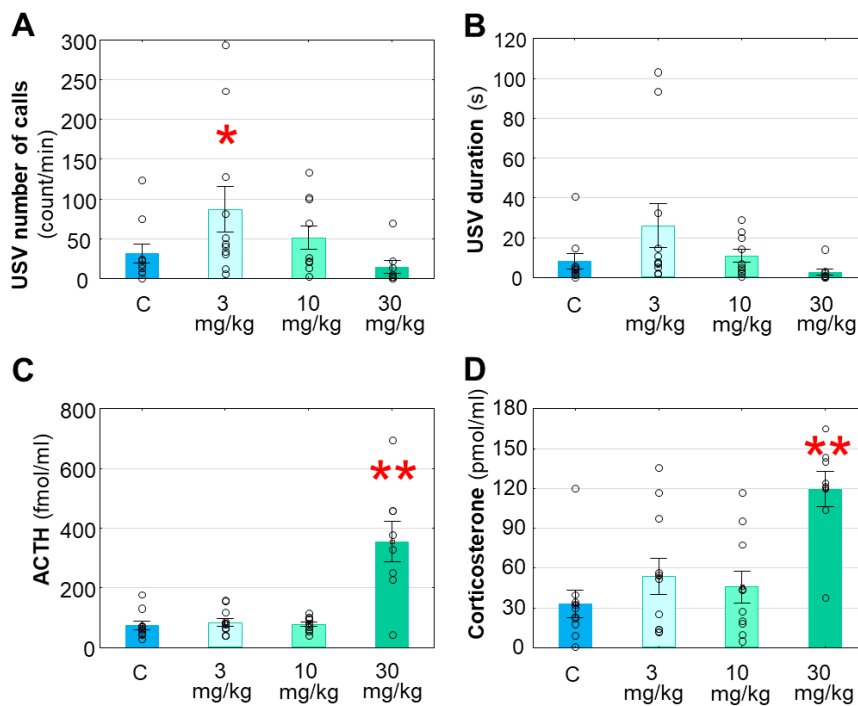 A
USV number of calls
(count/min)
300
250
200
150
100
50
0
*
C
3
mg/kg
10
mg/kg
30
mg/kg
B
USV duration (s)
120
100
80
60
40
20
0
C
3
mg/kg
10
mg/kg
30
mg/kg
C
ACTH (fmol/ml)
800
600
400
200
0
**
C
3
mg/kg
10
mg/kg
30
mg/kg
D
Corticosterone (pmol/ml)
180
150
120
90
60
30
0
**
C
3
mg/kg
10
mg/kg
30
mg/kg